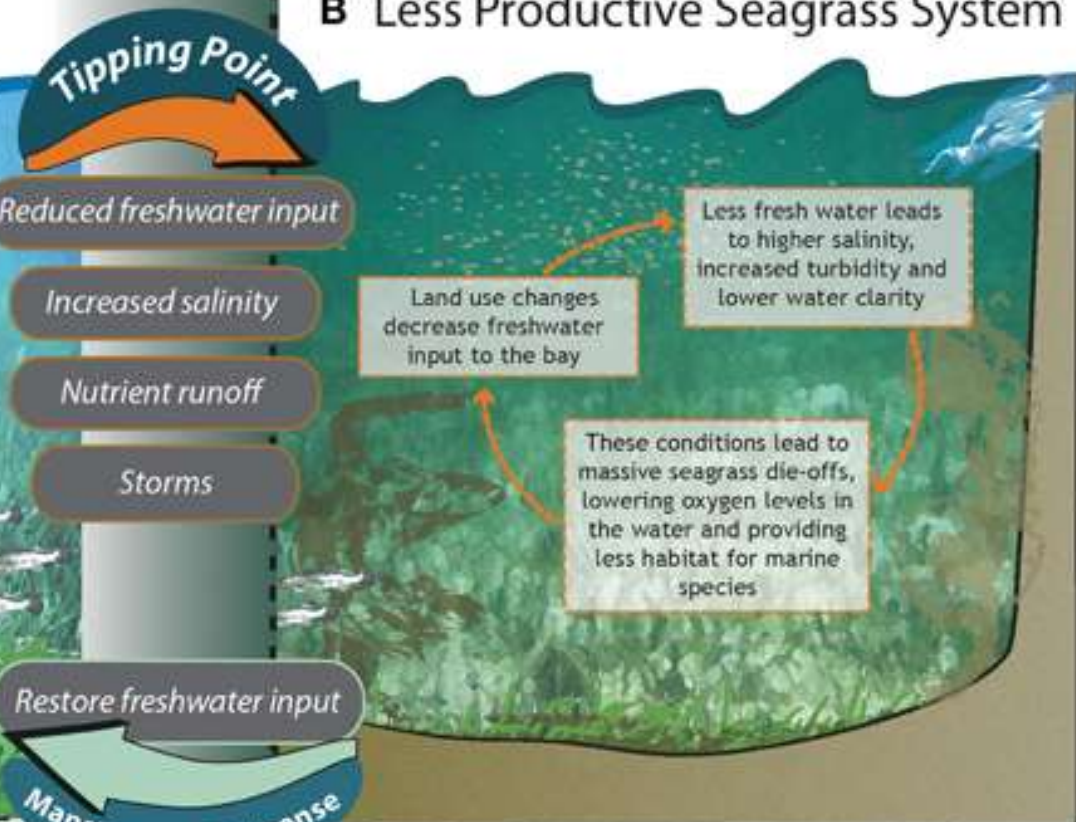 B Less Productive Seagrass System
Tipping Point
Reduced freshwater input
Increased salinity
Nutrient runoff
Storms
Restore freshwater input
Less fresh water leads
to higher salinity,
increased turbidity and
lower water clarity
Land use changes
decrease freshwater
input to the bay
These conditions lead to
massive seagrass die-offs,
lowering oxygen levels in
the water and providing
less habitat for marine
species